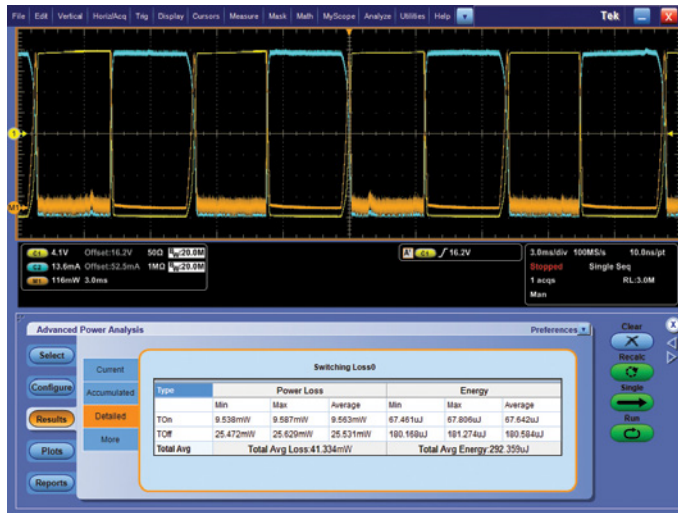 File Edit Vertical Horiz/Acq Trig Display Cursors Measure Mask Math MyScope Analyze Utilities Help Tek X
1
M1
C1 4.1V Offset:16.2V 50Ω BW:20.0M
C2 13.6mA Offset:52.5mA 1MΩ BW:20.0M
M1 116mW 3.0ms
A' C1 16.2V
3.0ms/div 100MS/s 10.0ns/pt
Stopped Single Seq
1 acqs RL:3.0M
Man
Advanced Power Analysis Preferences
Clear X
Select
Configure
Results
Plots
Reports
Current
Accumulated
Detailed
More
Switching Loss0
Type Power Loss Energy
Min Max Average Min Max Average
TOn 9.538mW 9.587mW 9.563mW 67.461uJ 67.806uJ 67.642uJ
TOff 25.472mW 25.629mW 25.531mW 180.168uJ 181.274uJ 180.584uJ
Total Avg Total Avg Loss:41.334mW Total Avg Energy:292.359uJ
Recalc
Single
Run